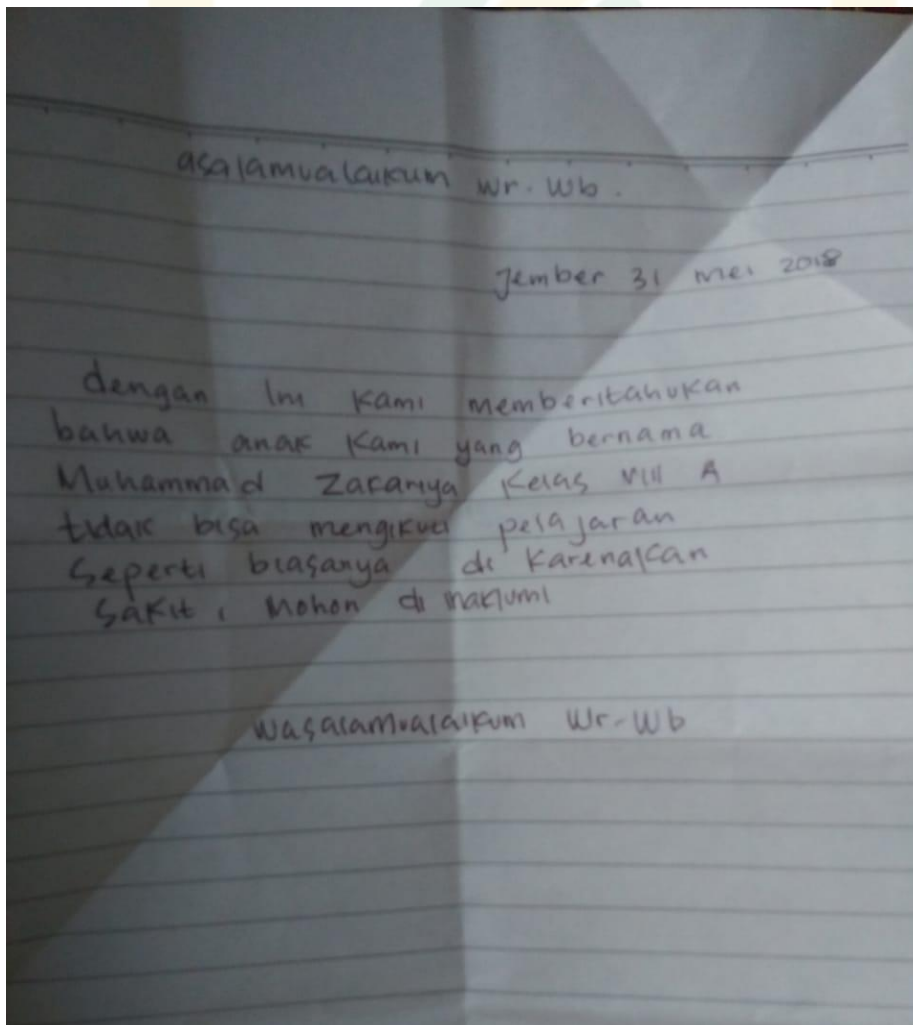 asalamualaikum Wr. Wb.
Jember 31 mei 2018
dengan Ini Kami memberitahukan
bahwa anak Kami yang bernama
Muhammad Zakariya Kelas VIII A
tidak bisa mengikuti pelajaran
seperti biasanya di Karenakan
sakit, Mohon di maklumi
wasalamualaikum Wr-Wb